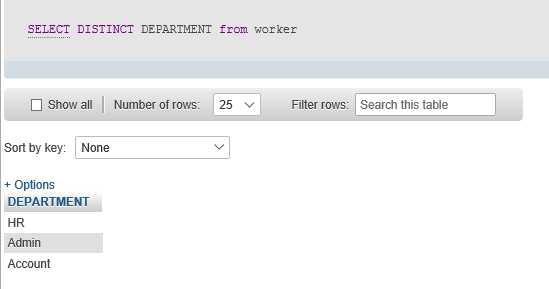 SELECT DISTINCT DEPARTMENT from worker
Show all Number of rows: 25 Filter rows: Search this table
Sort by key: None
+ Options
DEPARTMENT
HR
Admin
Account